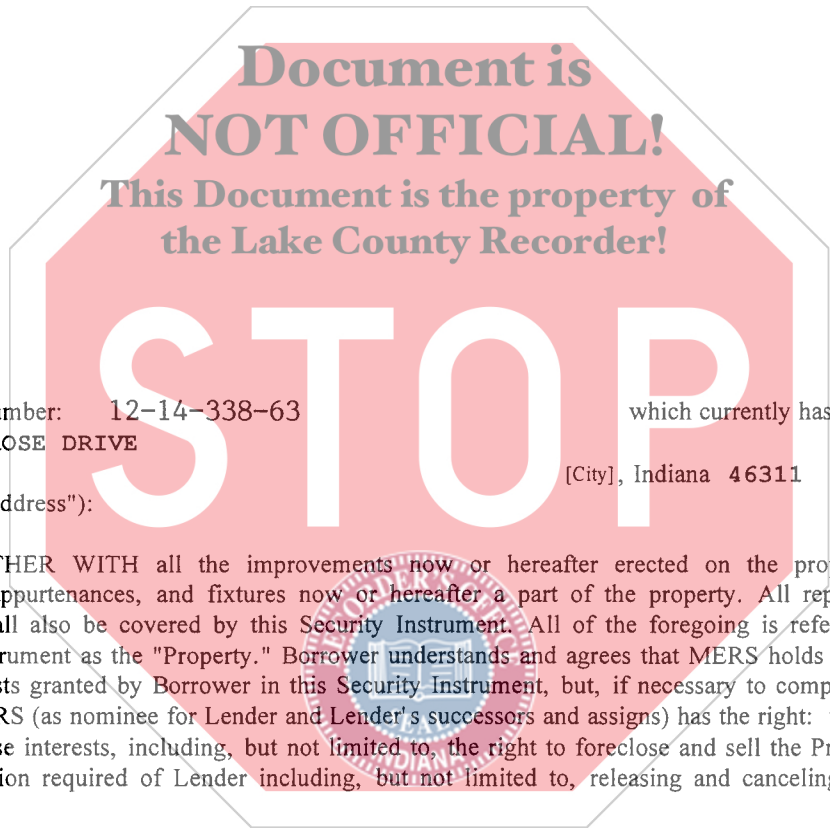 Document is
NOT OFFICIAL!
This Document is the property of
the Lake County Recorder!
STOP
umber: 12-14-338-63 which currently has
OSE DRIVE
[City], Indiana 46311
ddress"):
THER WITH all the improvements now or hereafter erected on the pro
ppurtenances, and fixtures now or hereafter a part of the property. All rep
all also be covered by this Security Instrument. All of the foregoing is refe
rument as the "Property." Borrower understands and agrees that MERS holds
sts granted by Borrower in this Security Instrument, but, if necessary to comp
RS (as nominee for Lender and Lender's successors and assigns) has the right:
se interests, including, but not limited to, the right to foreclose and sell the Pr
ion required of Lender including, but not limited to, releasing and canceling
RECORDER'S OFFICE
INDIANA